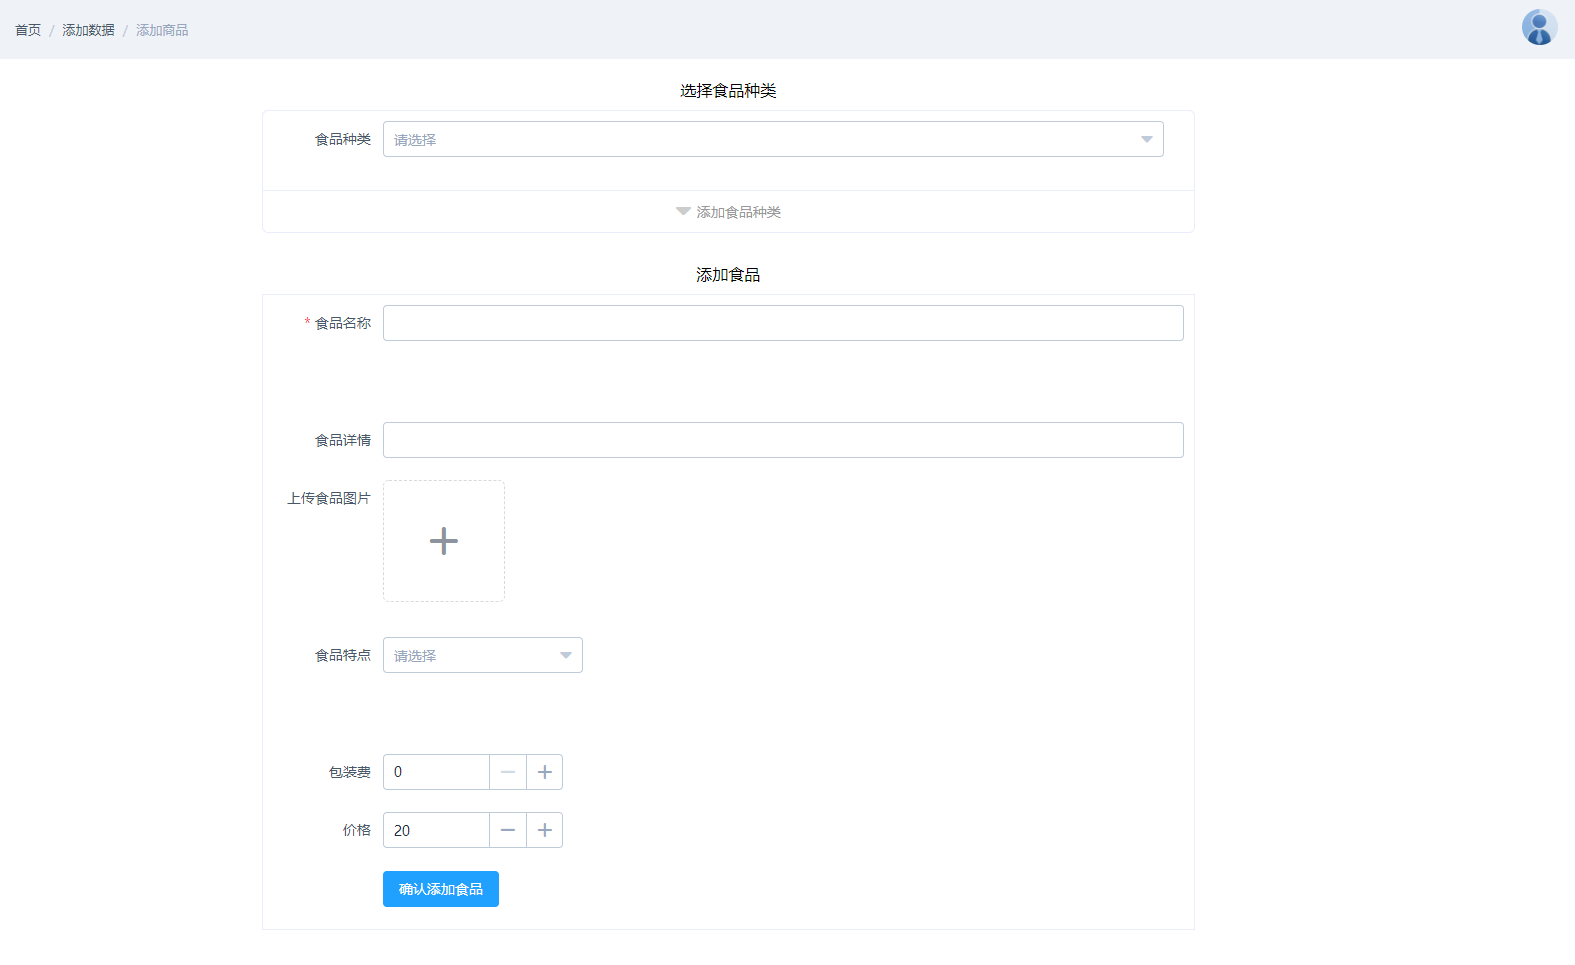 首页 / 添加数据 / 添加商品
选择食品种类
食品种类 请选择
添加食品种类
添加食品
* 食品名称
食品详情
上传食品图片
食品特点 请选择
包装费 0
价格 20
确认添加食品